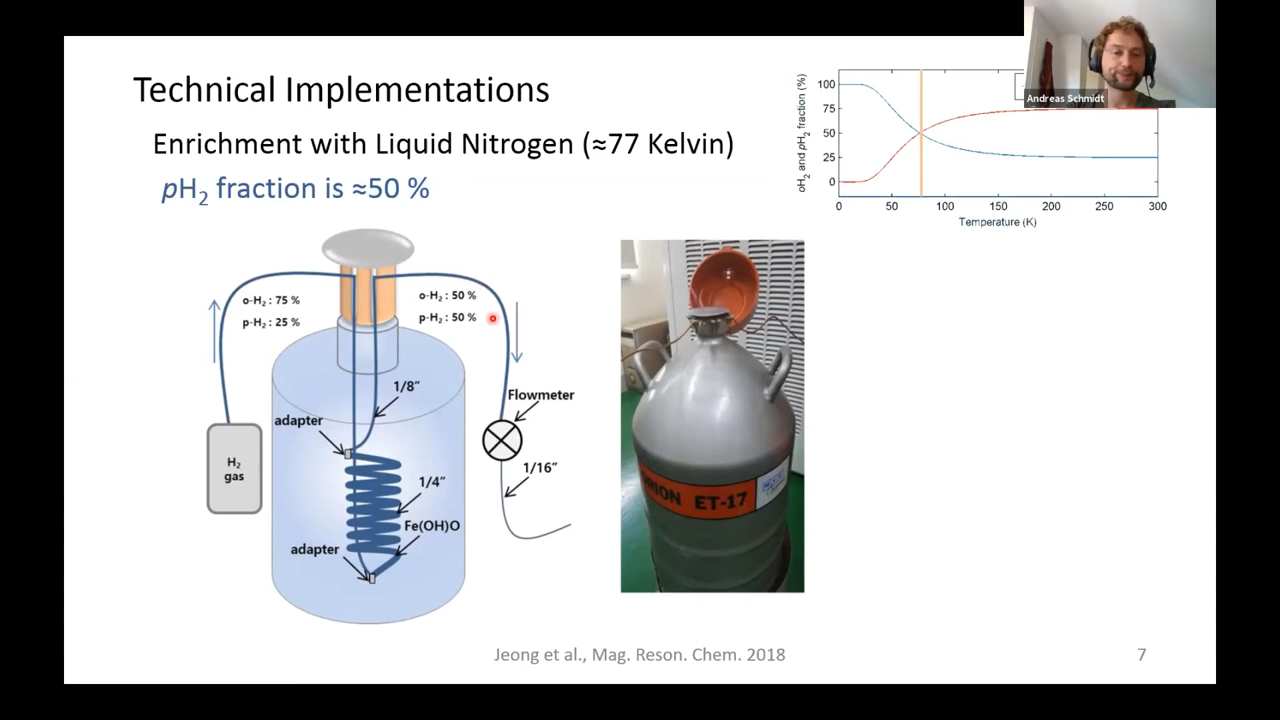 Technical Implementations
Enrichment with Liquid Nitrogen (≈77 Kelvin)
pH₂ fraction is ≈50 %
Andreas Schmidt
oH₂ and pH₂ fraction (%)
100
75
50
25
0
0 50 100 150 200 250 300
Temperature (K)
o-H₂ : 75 %
p-H₂ : 25 %
o-H₂ : 50 %
p-H₂ : 50 %
1/8″
adapter
Flowmeter
H₂
gas
1/4″
1/16″
Fe(OH)O
adapter
ET-17
Jeong et al., Mag. Reson. Chem. 2018
7